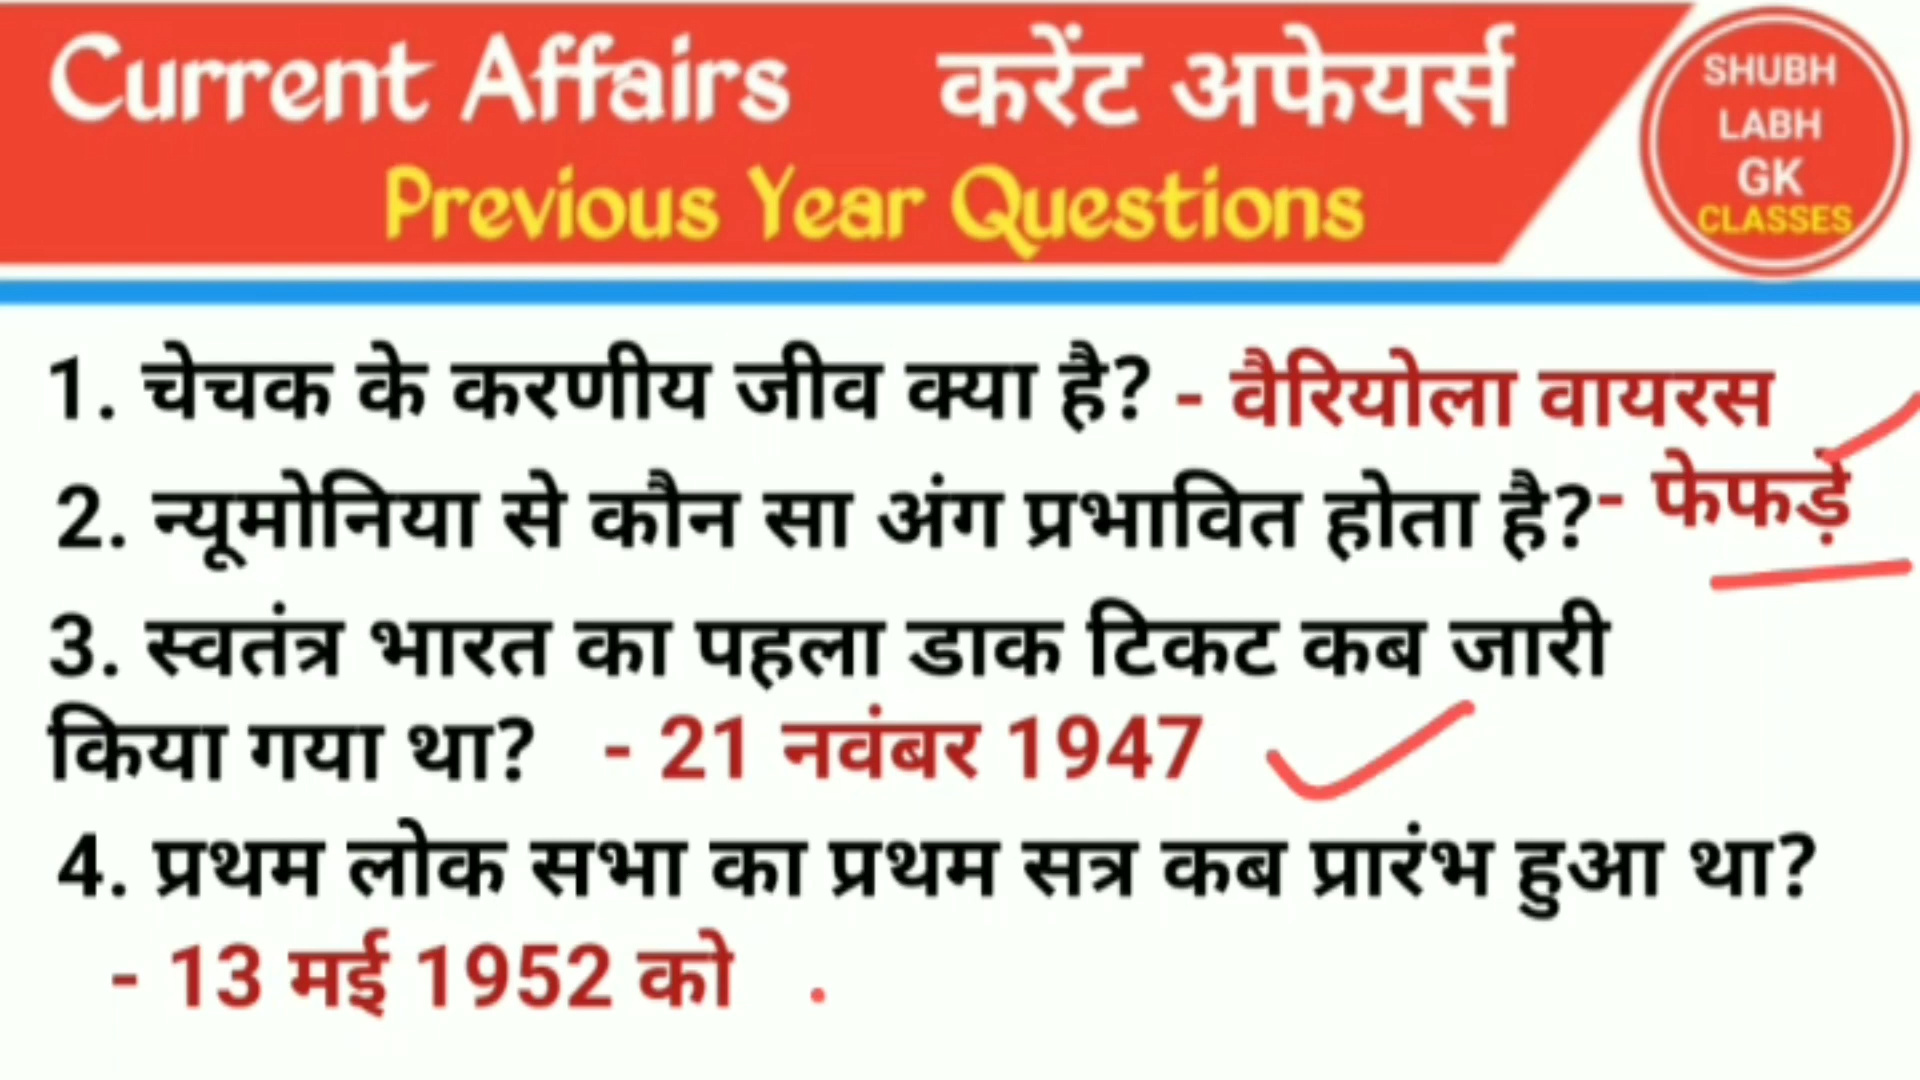 Current Affairs करेंट अफेयर्स
Previous Year Questions
SHUBH
LABH
GK
CLASSES
1. चेचक के करणीय जीव क्या है? - वैरियोला वायरस
2. न्यूमोनिया से कौन सा अंग प्रभावित होता है? - फेफड़े
3. स्वतंत्र भारत का पहला डाक टिकट कब जारी
किया गया था? - 21 नवंबर 1947
4. प्रथम लोक सभा का प्रथम सत्र कब प्रारंभ हुआ था?
- 13 मई 1952 को